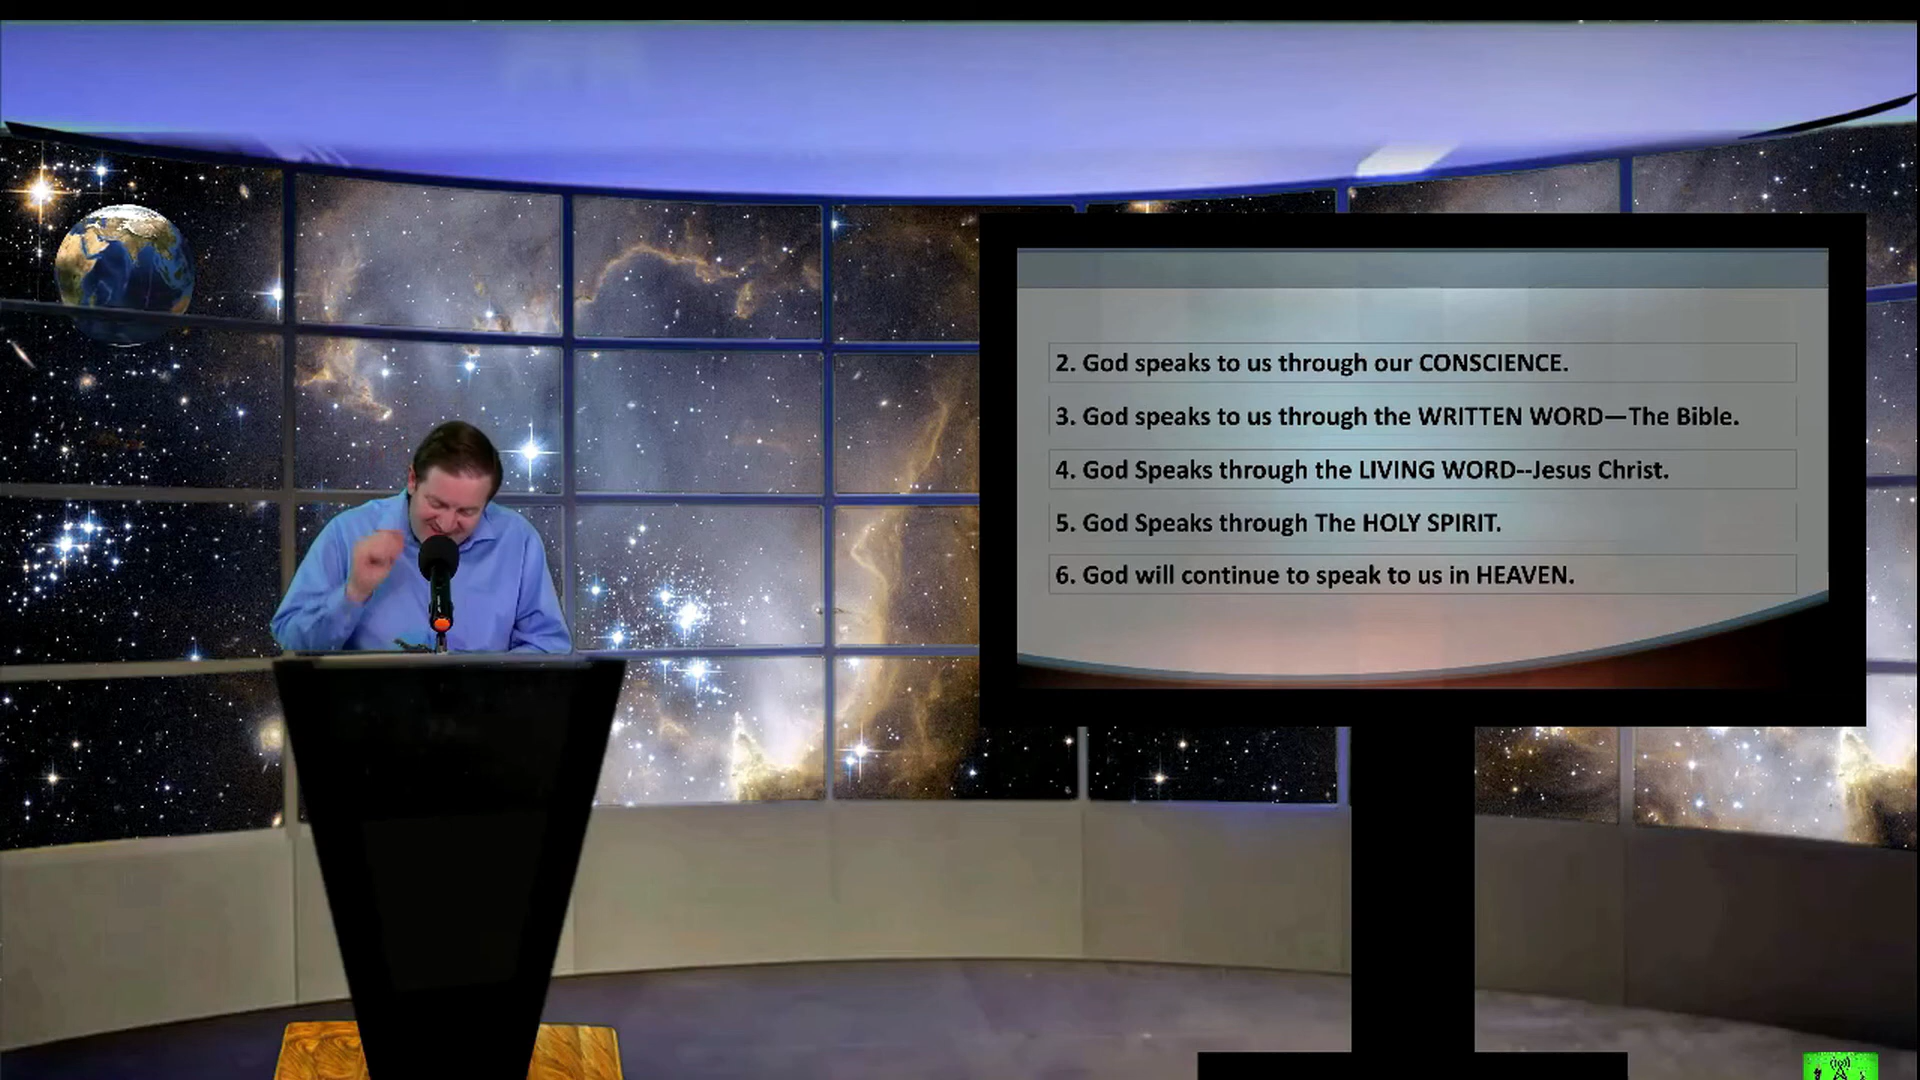 2. God speaks to us through our CONSCIENCE.
3. God speaks to us through the WRITTEN WORD—The Bible.
4. God Speaks through the LIVING WORD--Jesus Christ.
5. God Speaks through The HOLY SPIRIT.
6. God will continue to speak to us in HEAVEN.